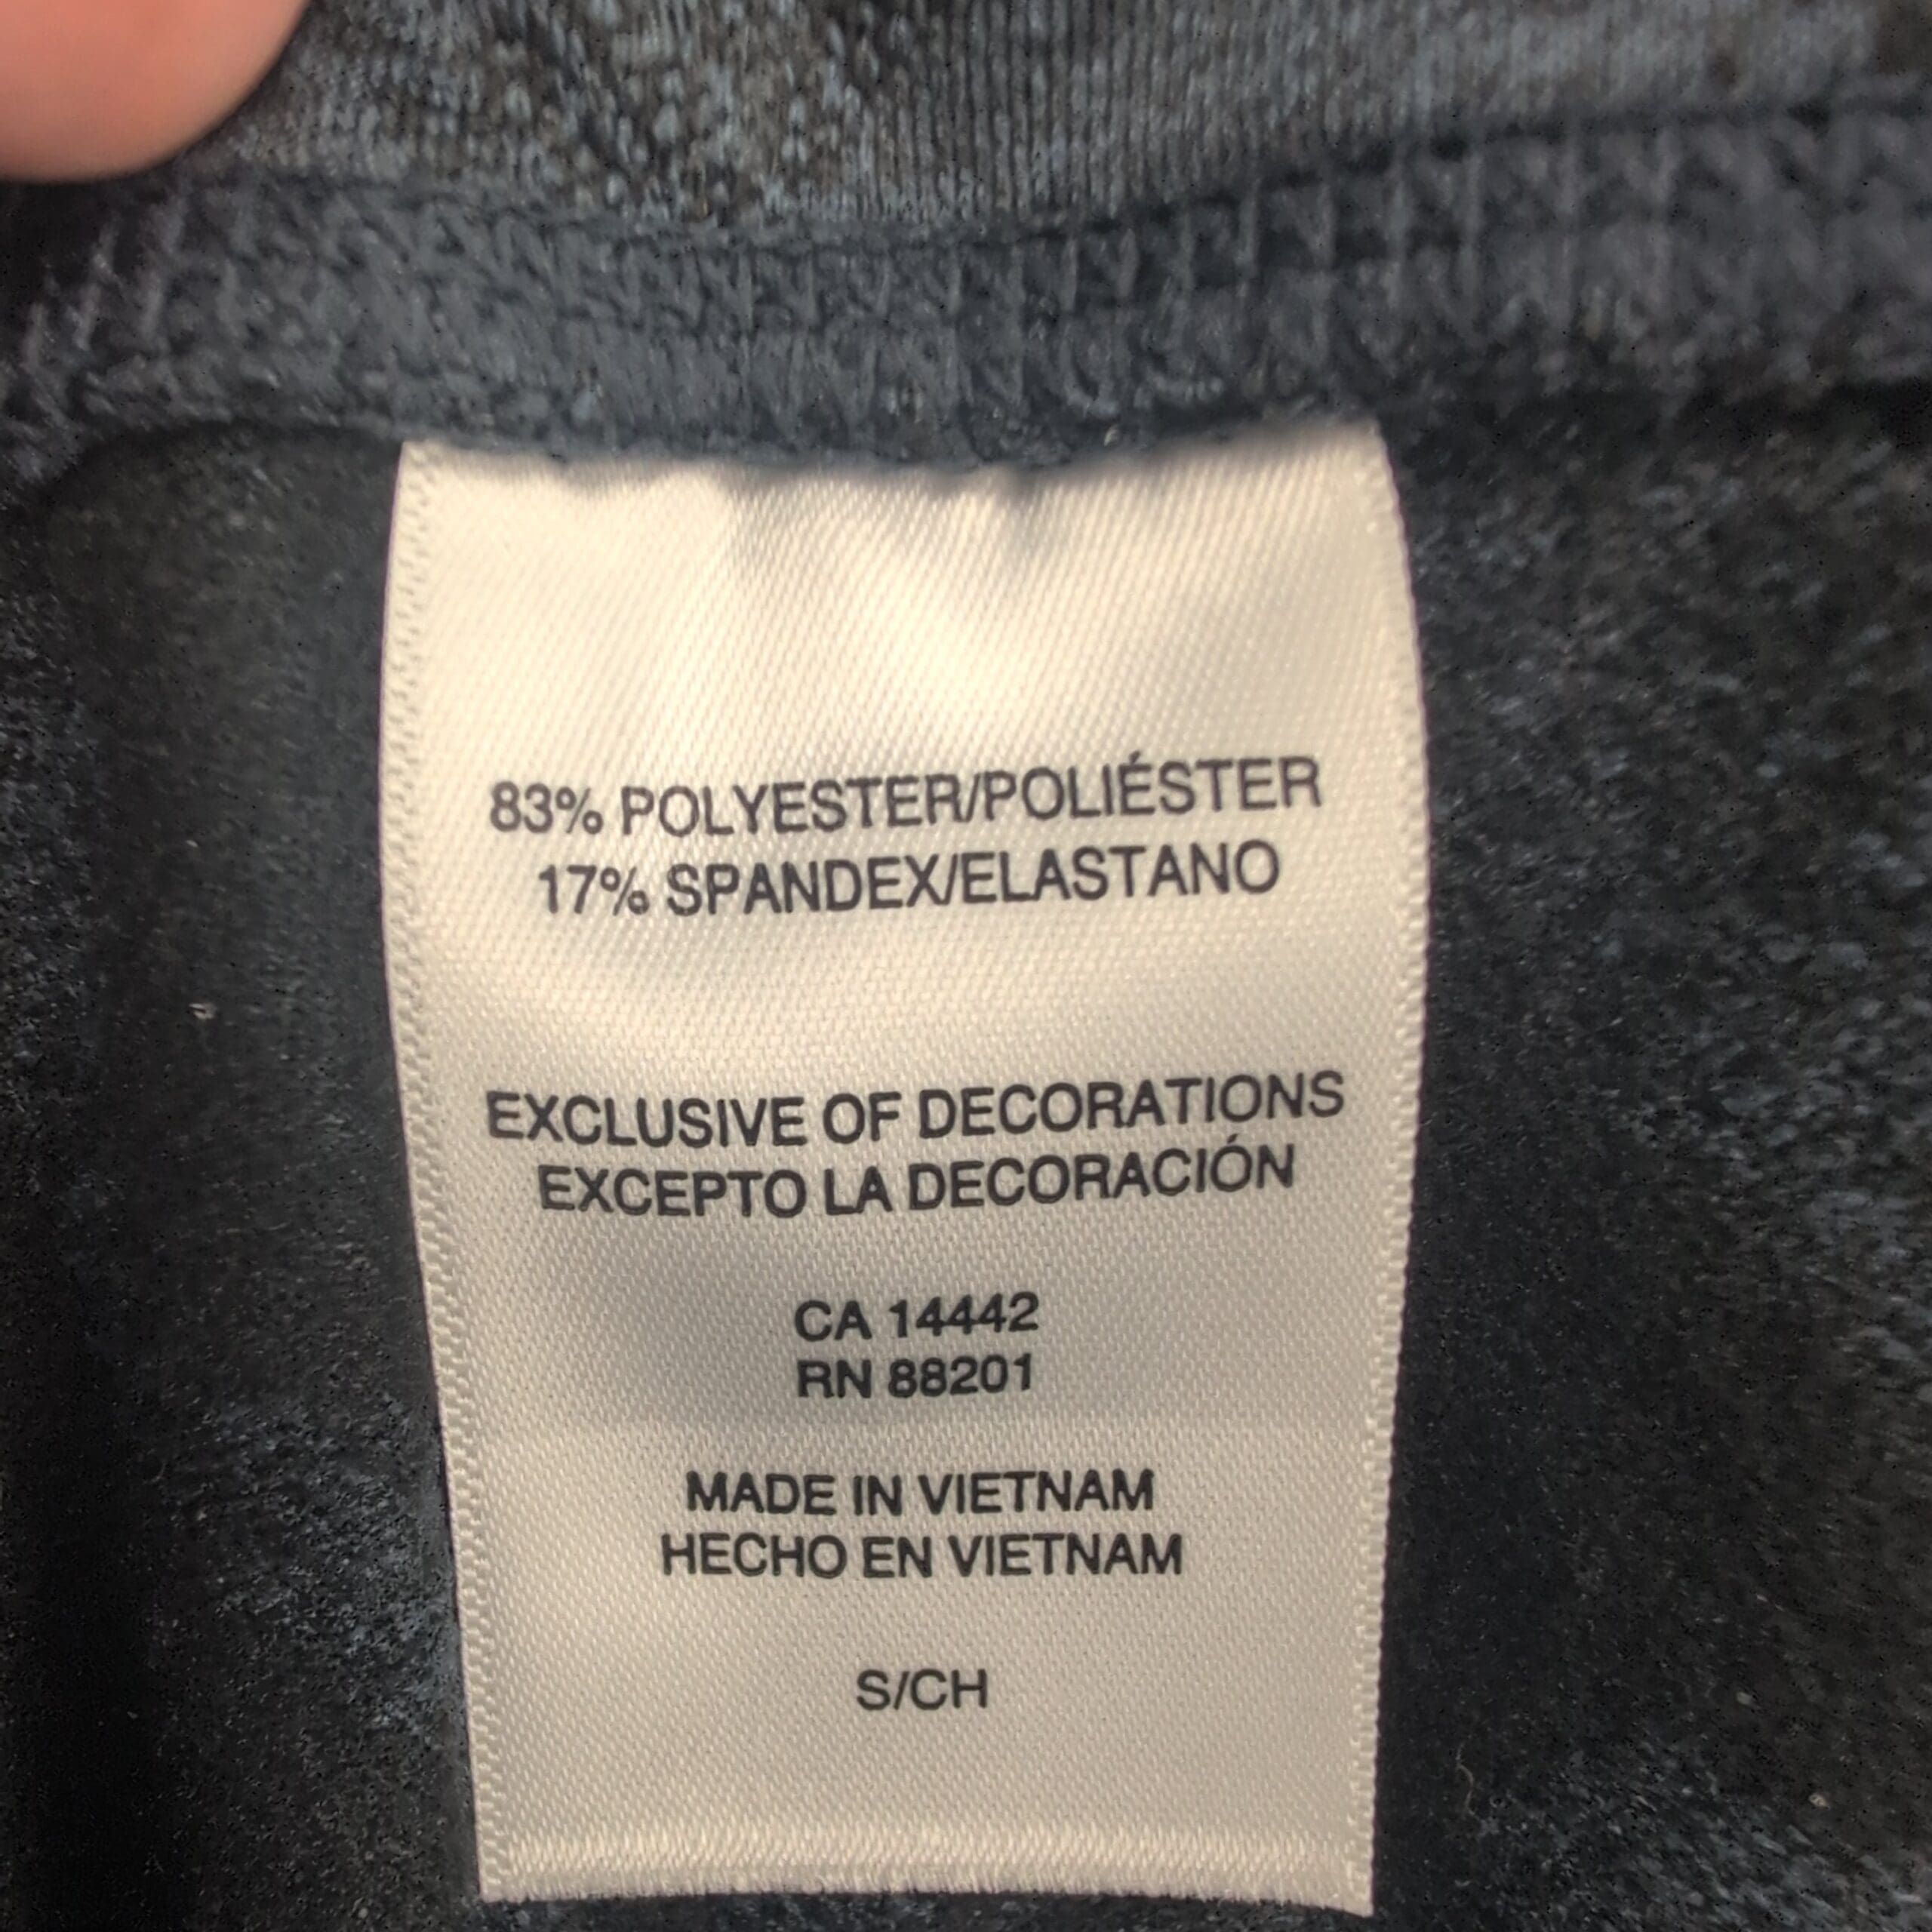 83% POLYESTER/POLIÉSTER
17% SPANDEX/ELASTANO
EXCLUSIVE OF DECORATIONS
EXCEPTO LA DECORACIÓN
CA 14442
RN 88201
MADE IN VIETNAM
HECHO EN VIETNAM
S/CH